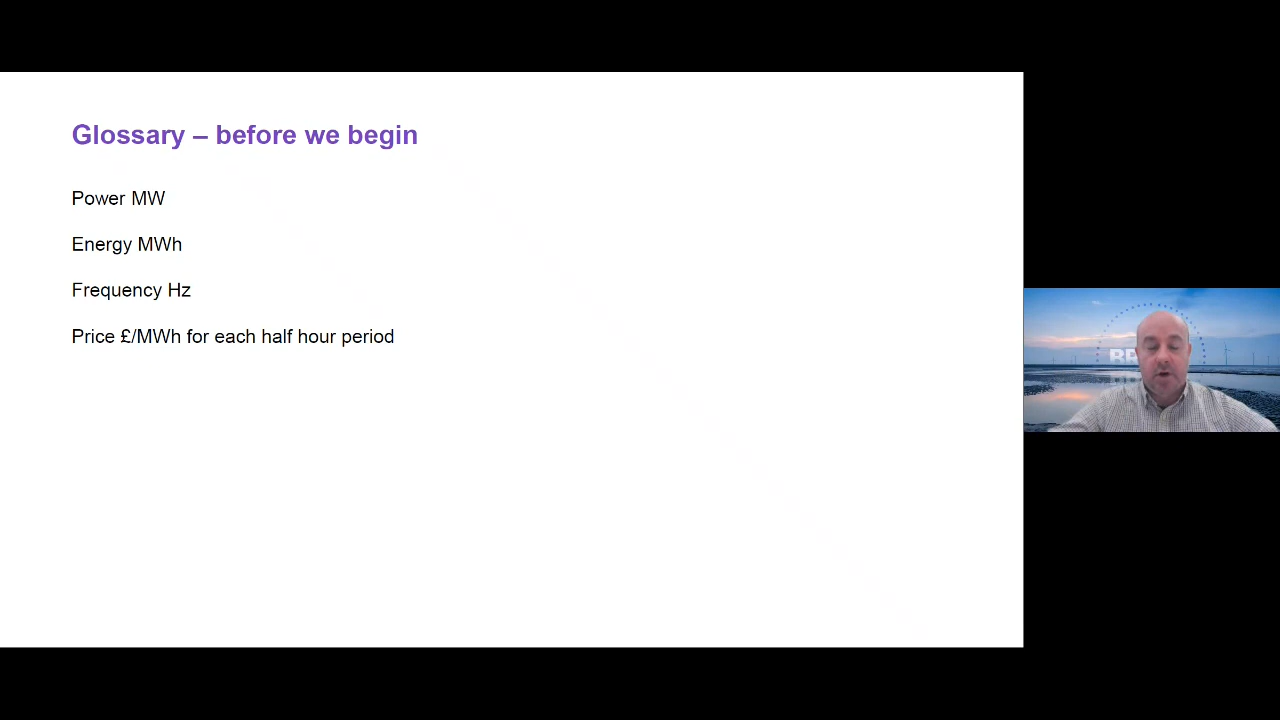 Glossary – before we begin
Power MW
Energy MWh
Frequency Hz
Price £/MWh for each half hour period